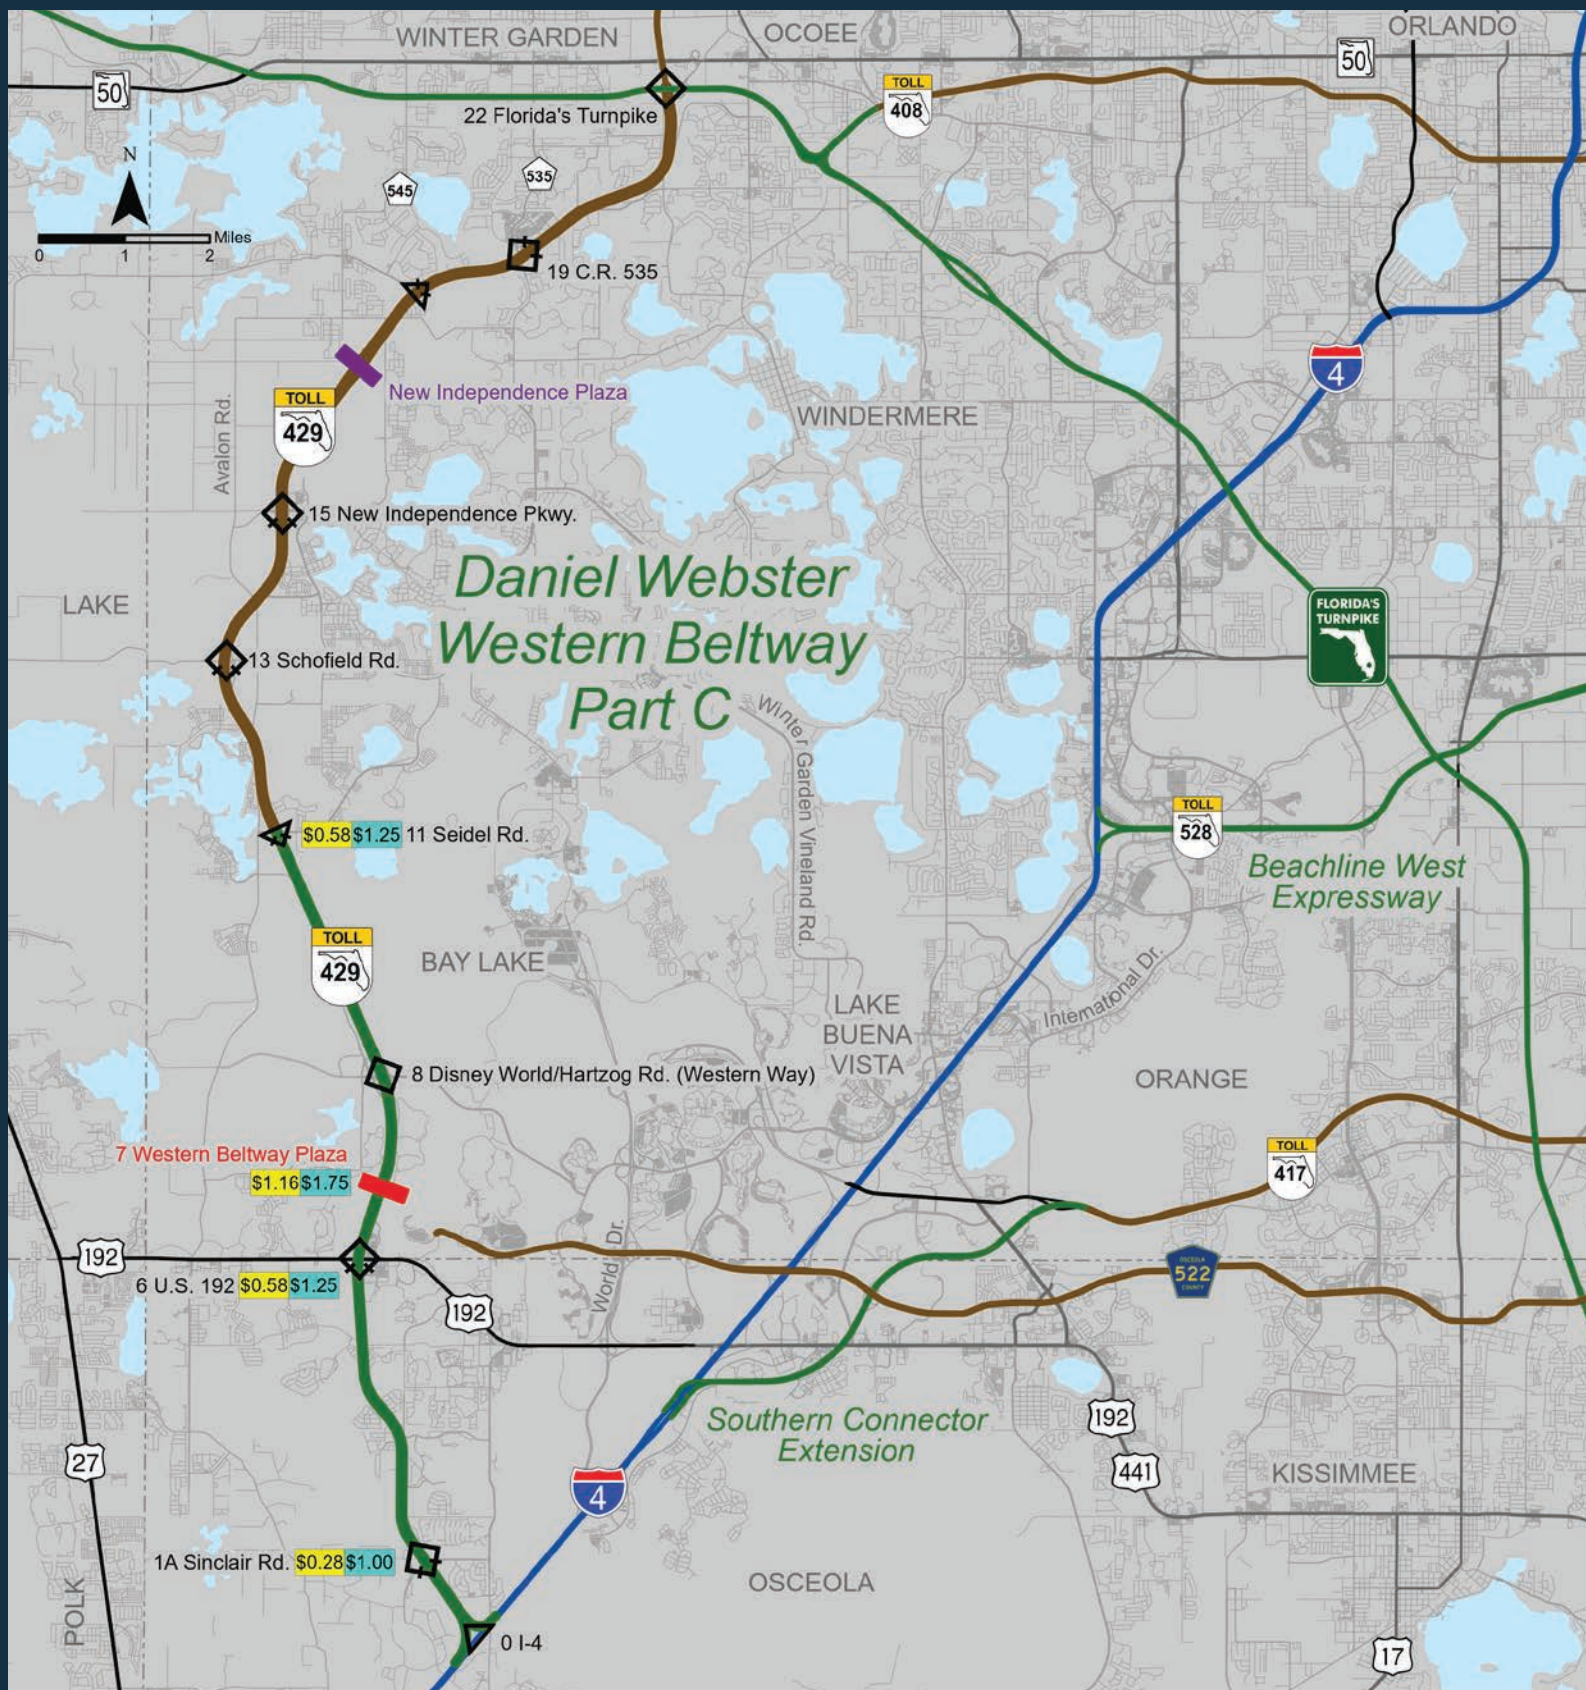 WINTER GARDEN
OCOEE
ORLANDO
50
50
TOLL
408
22 Florida's Turnpike
N
545
535
Miles
0 1 2
19 C.R. 535
4
New Independence Plaza
TOLL
429
WINDERMERE
Avalon Rd.
15 New Independence Pkwy.
Daniel Webster
Western Beltway
Part C
LAKE
FLORIDA'S
TURNPIKE
13 Schofield Rd.
Winter Garden Vineland Rd.
$0.58 $1.25 11 Seidel Rd.
TOLL
528
Beachline West
Expressway
TOLL
429
BAY LAKE
International Dr.
LAKE
BUENA
VISTA
8 Disney World/Hartzog Rd. (Western Way)
ORANGE
7 Western Beltway Plaza
$1.16 $1.75
TOLL
417
192
World Dr.
OSCEOLA
522
COUNTY
6 U.S. 192 $0.58 $1.25
192
Southern Connector
Extension
192
441
27
4
KISSIMMEE
1A Sinclair Rd. $0.28 $1.00
OSCEOLA
POLK
0 I-4
17